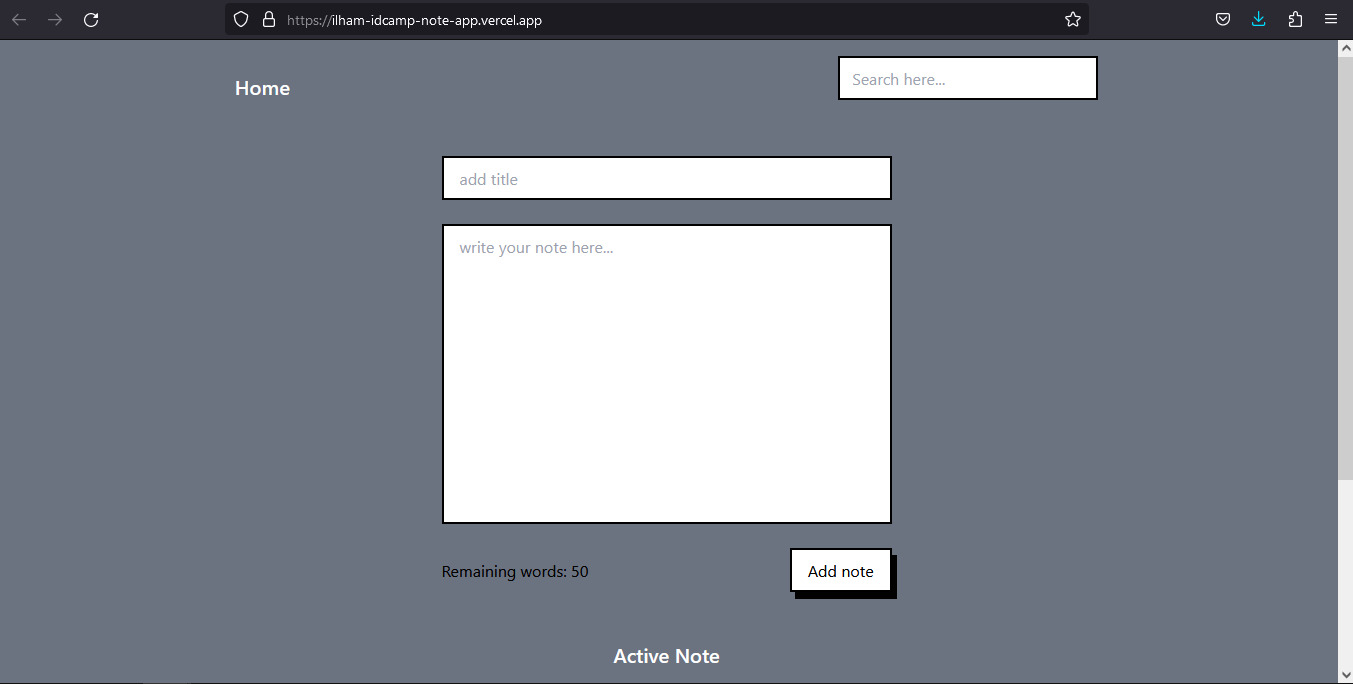 https://ilham-idcamp-note-app.vercel.app
Home
Search here...
add title
write your note here...
Remaining words: 50
Add note
Active Note